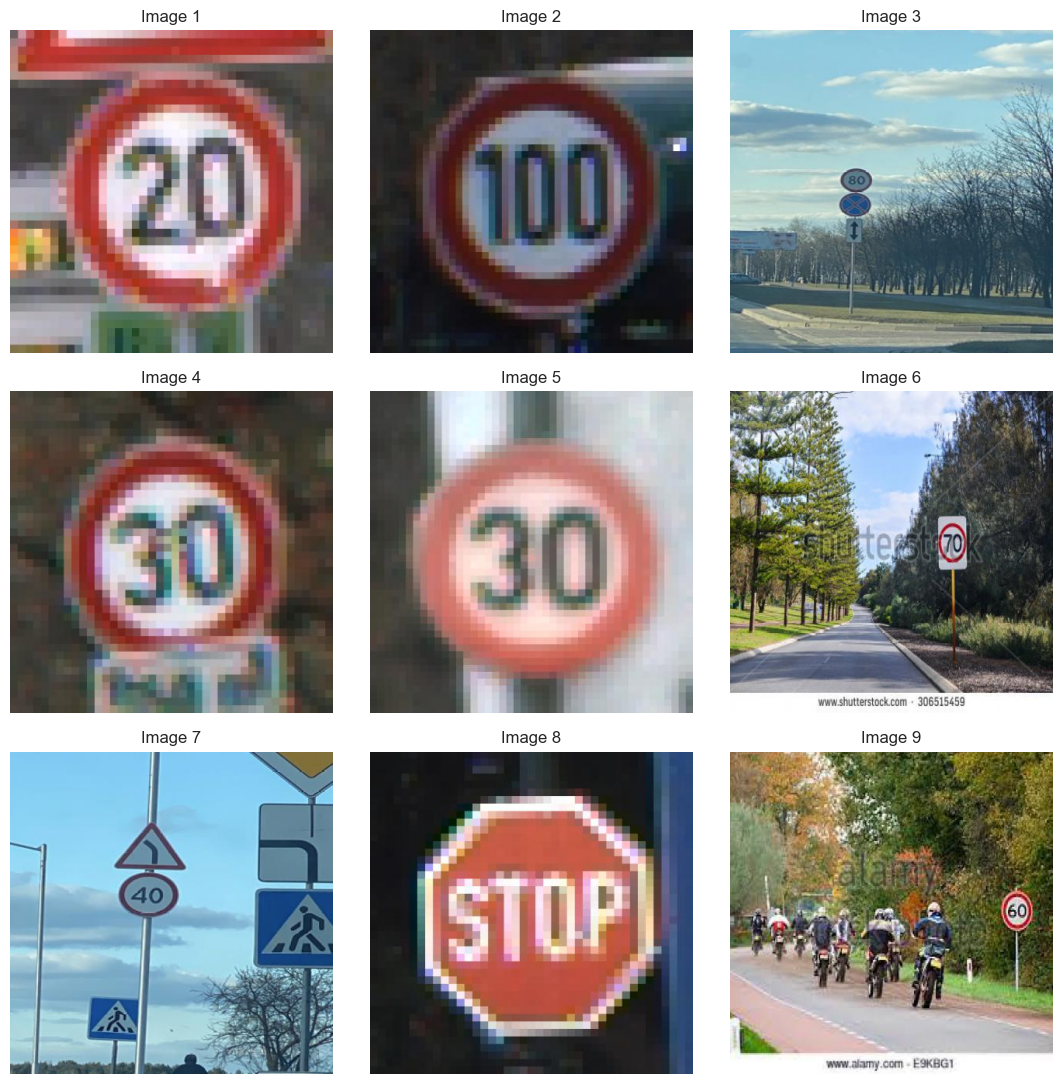 Image 1
Image 2
Image 3
20
100
80
Image 4
Image 5
Image 6
30
30
70
shutterstock
www.shutterstock.com · 306515459
Image 7
Image 8
Image 9
40
STOP
alamy
60
www.alamy.com - E9KBG1